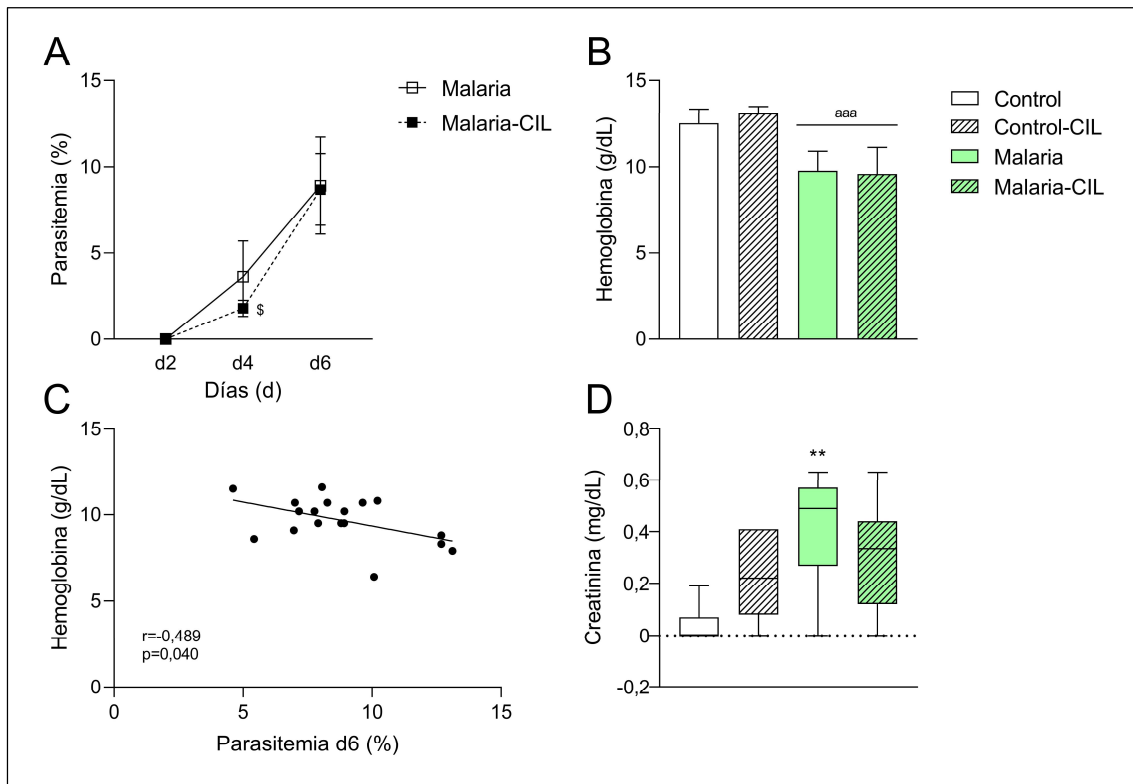 A
15
10
5
0
Parasitemia (%)
d2 d4 d6
Días (d)
$
Malaria
Malaria-CIL
B
15
10
5
0
Hemoglobina (g/dL)
aaa
Control
Control-CIL
Malaria
Malaria-CIL
C
15
10
5
0
Hemoglobina (g/dL)
r=-0,489
p=0,040
0 5 10 15
Parasitemia d6 (%)
D
0,8
0,6
0,4
0,2
0
-0,2
Creatinina (mg/dL)
**